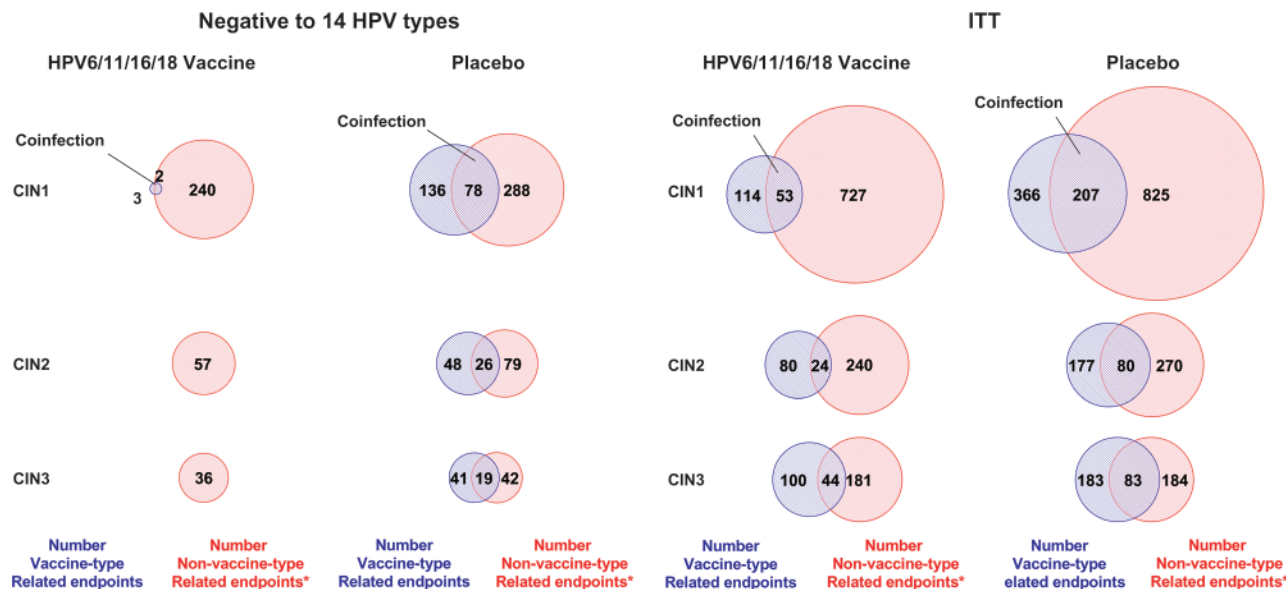 Negative to 14 HPV types
ITT
HPV6/11/16/18 Vaccine
Placebo
HPV6/11/16/18 Vaccine
Placebo
Coinfection
Coinfection
Coinfection
Coinfection
CIN1
3
2
240
136
78
288
CIN1
114
53
727
366
207
825
CIN2
57
48
26
79
CIN2
80
24
240
177
80
270
CIN3
36
41
19
42
CIN3
100
44
181
183
83
184
Number
Vaccine-type
Related endpoints
Number
Non-vaccine-type
Related endpoints*
Number
Vaccine-type
Related endpoints
Number
Non-vaccine-type
Related endpoints*
Number
Vaccine-type
Related endpoints
Number
Non-vaccine-type
Related endpoints*
Number
Vaccine-type
elated endpoints
Number
Non-vaccine-type
Related endpoints*